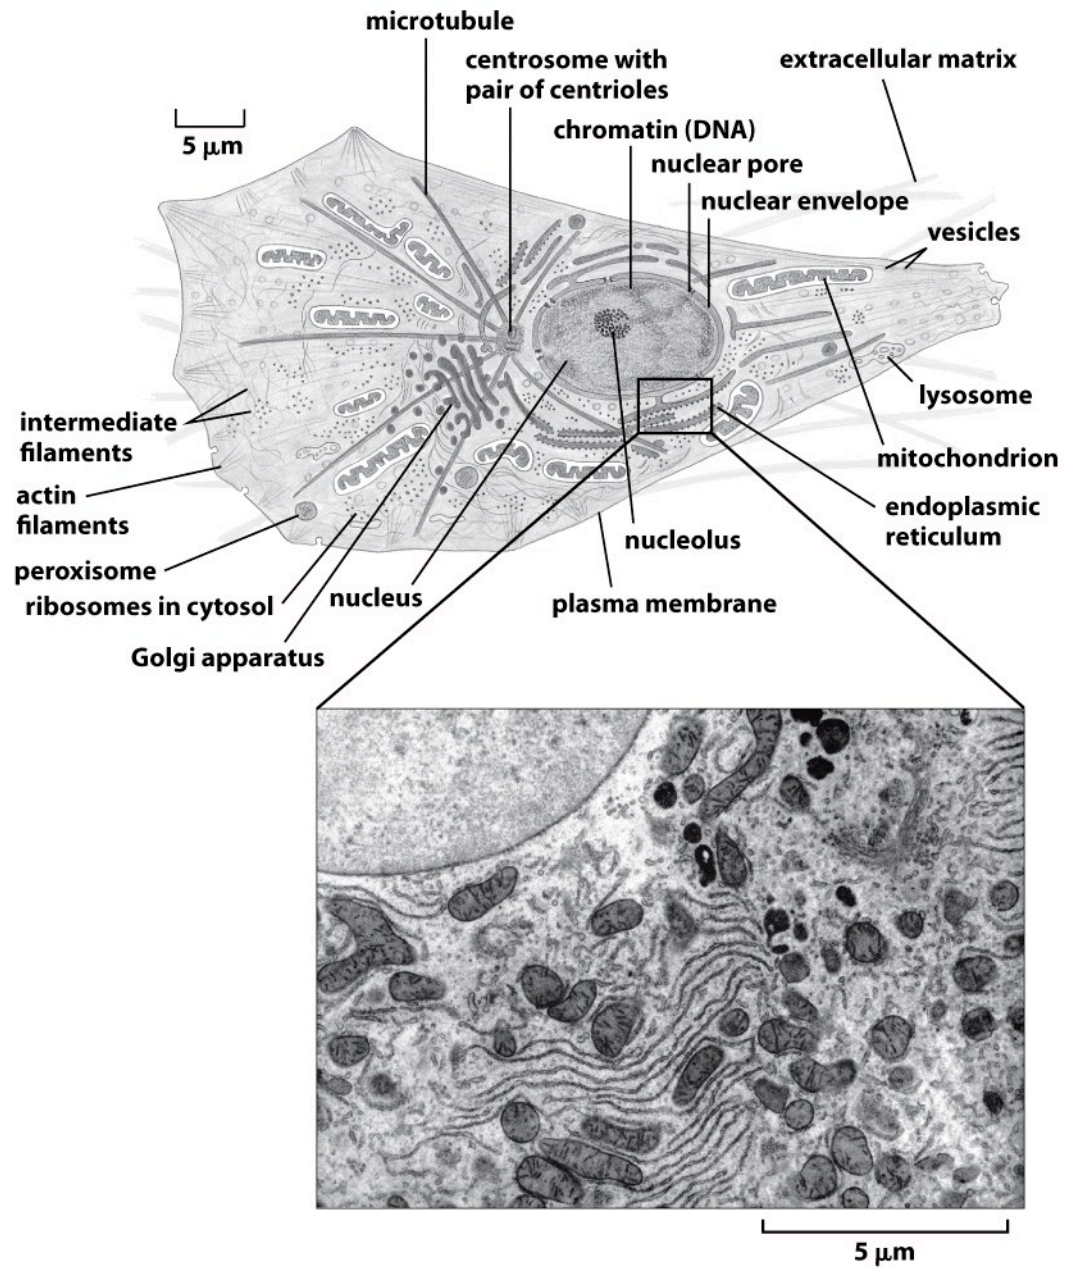 microtubule
centrosome with
pair of centrioles
extracellular matrix
5 μm
chromatin (DNA)
nuclear pore
nuclear envelope
vesicles
lysosome
intermediate
filaments
mitochondrion
actin
filaments
endoplasmic
reticulum
nucleolus
peroxisome
ribosomes in cytosol
nucleus
plasma membrane
Golgi apparatus
5 μm